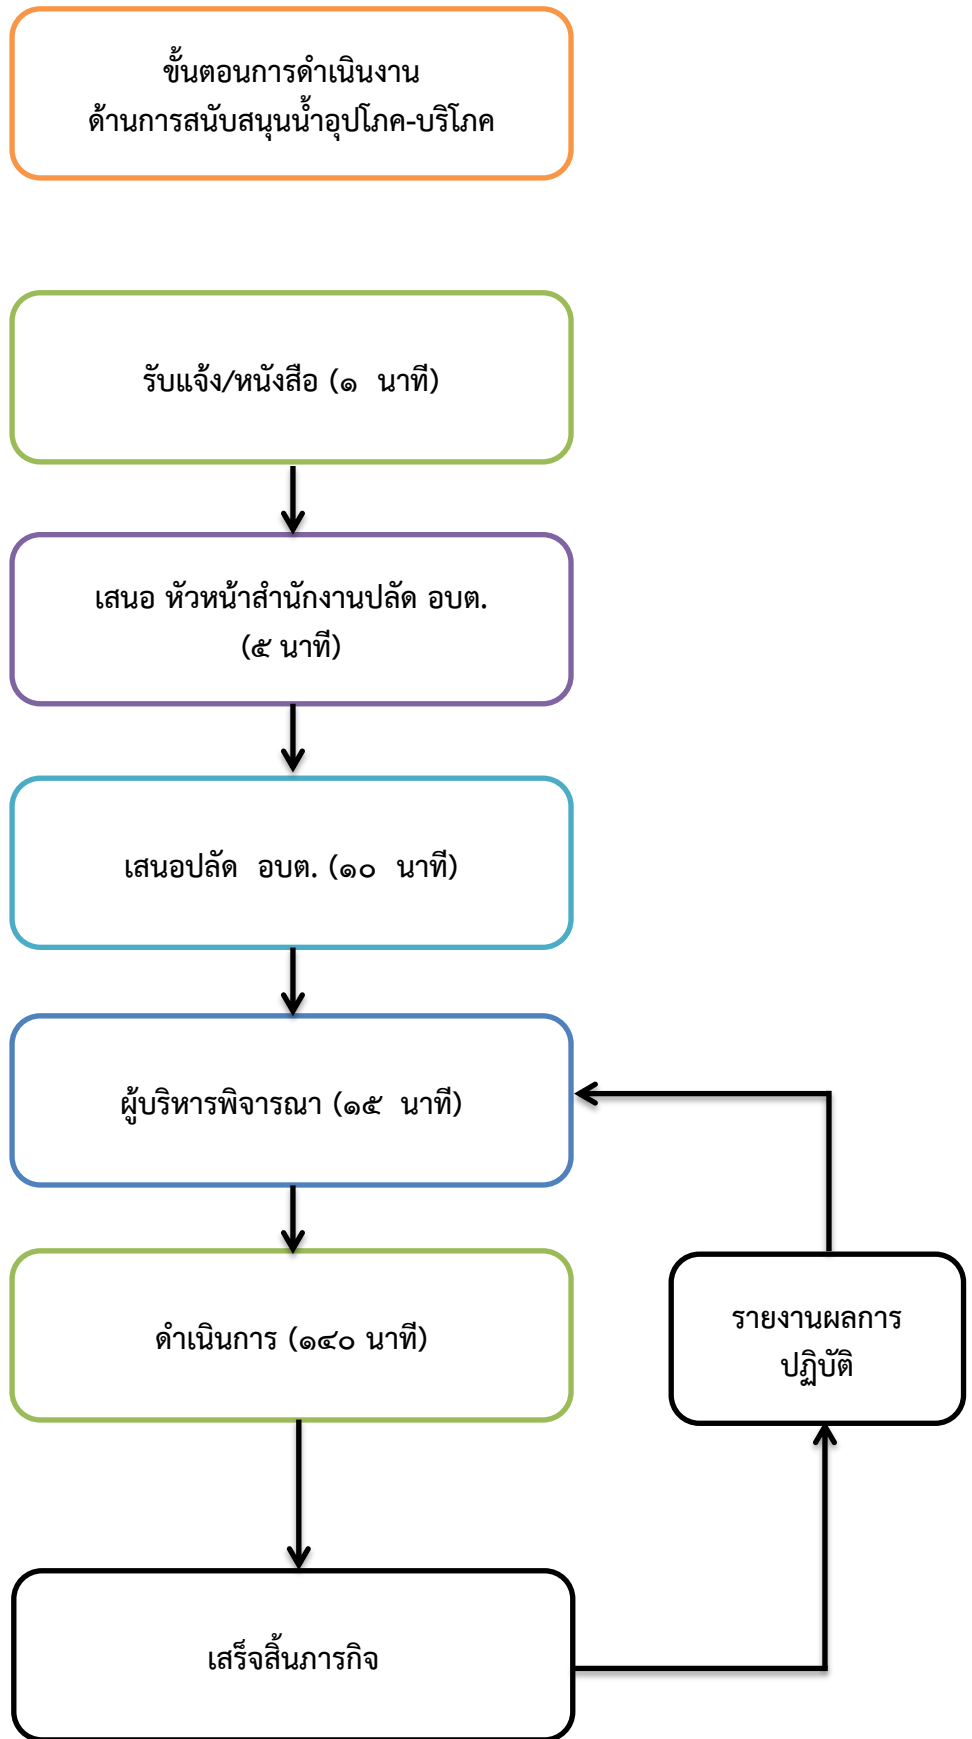 ขั้นตอนการดำเนินงาน
ด้านการสนับสนุนน้ำอุปโภค-บริโภค
รับแจ้ง/หนังสือ (๑ นาที)
เสนอ หัวหน้าสำนักงานปลัด อบต.
(๕ นาที)
เสนอปลัด อบต. (๑๐ นาที)
ผู้บริหารพิจารณา (๑๕ นาที)
ดำเนินการ (๑๔๐ นาที)
รายงานผลการ
ปฏิบัติ
เสร็จสิ้นภารกิจ